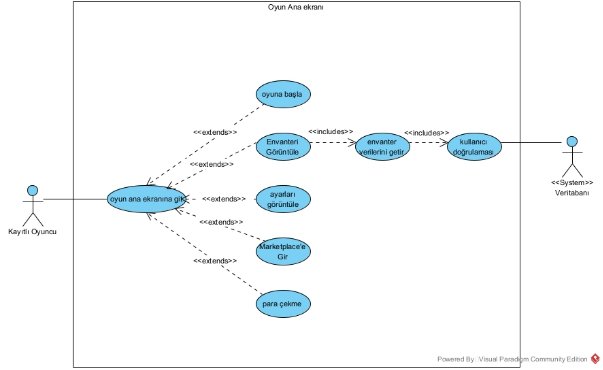 Oyun Ana ekranı
oyuna başla
<<extends>>
Envanteri
Görüntüle
<<includes>>
envanter
verilerini getir
<<includes>>
kullanıcı
doğrulaması
<<extends>>
<<System>>
Veritabanı
Kayıtlı Oyuncu
oyun ana ekranına gir
<<extends>>
ayarları
görüntüle
<<extends>>
Marketplace'e
Gir
<<extends>>
para çekme
Powered By: Visual Paradigm Community Edition